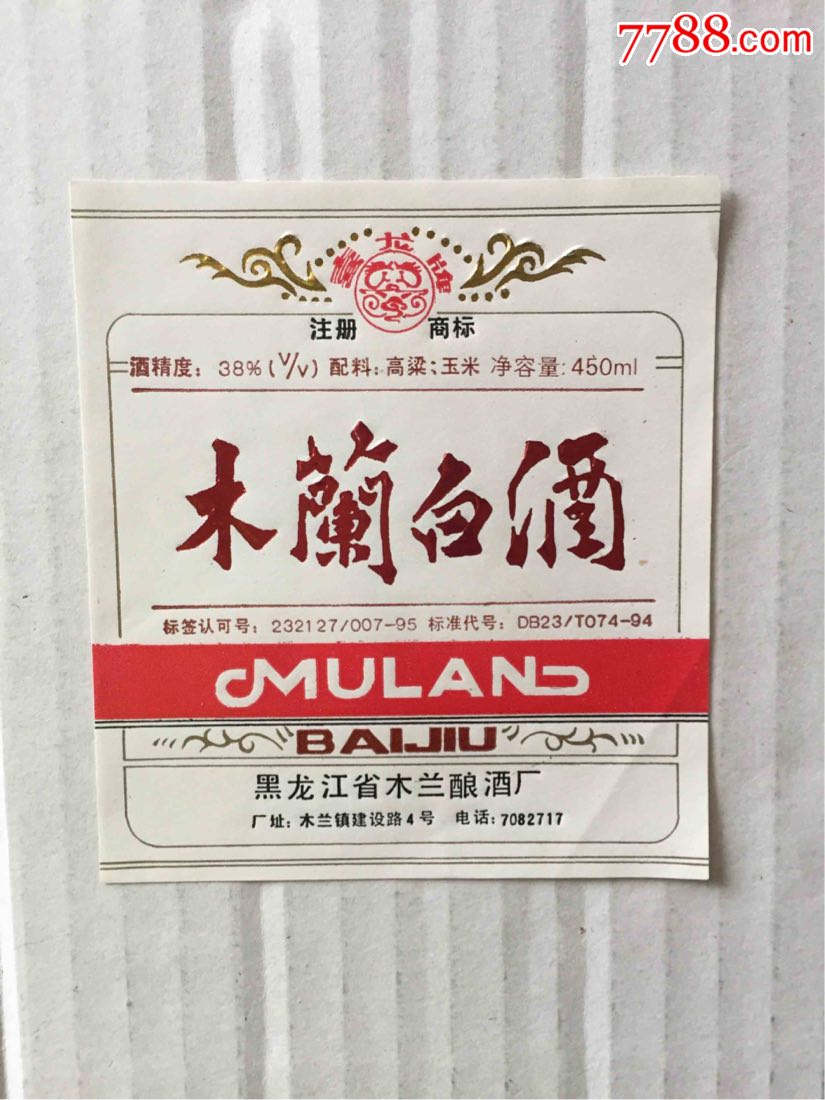 7788.com
龙牌
注册 商标
酒精度: 38%(V/V) 配料: 高粱;玉米 净容量: 450ml
木蘭白酒
标签认可号: 232127/007-95 标准代号: DB23/T074-94
MULAN
BAIJIU
黑龙江省木兰酿酒厂
厂址: 木兰镇建设路4号 电话: 7082717